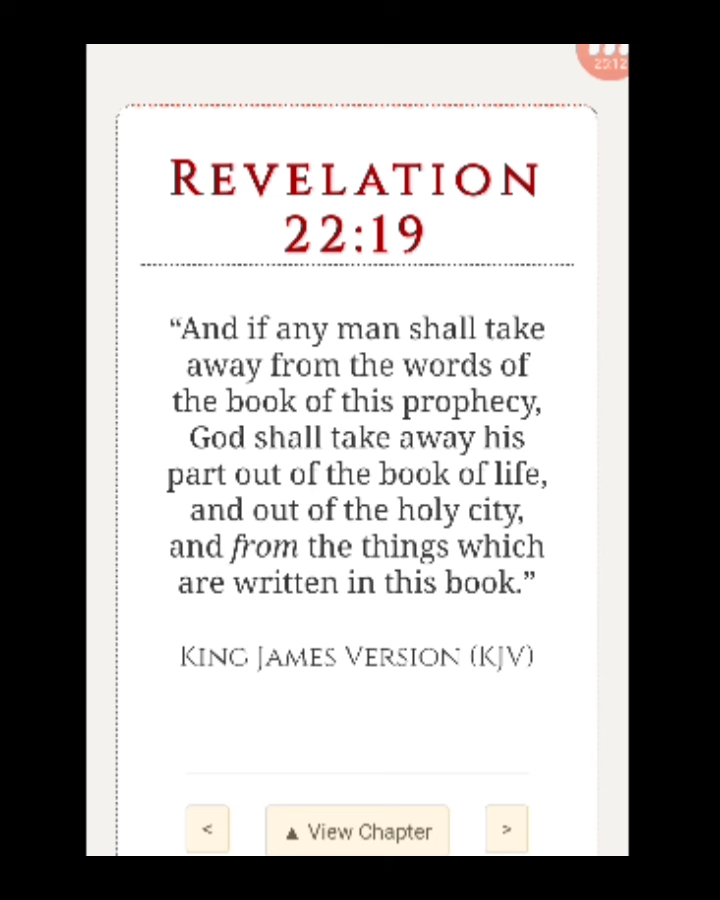 23:12
REVELATION
22:19
“And if any man shall take
away from the words of
the book of this prophecy,
God shall take away his
part out of the book of life,
and out of the holy city,
and from the things which
are written in this book.”
KING JAMES VERSION (KJV)
<
▲ View Chapter
>